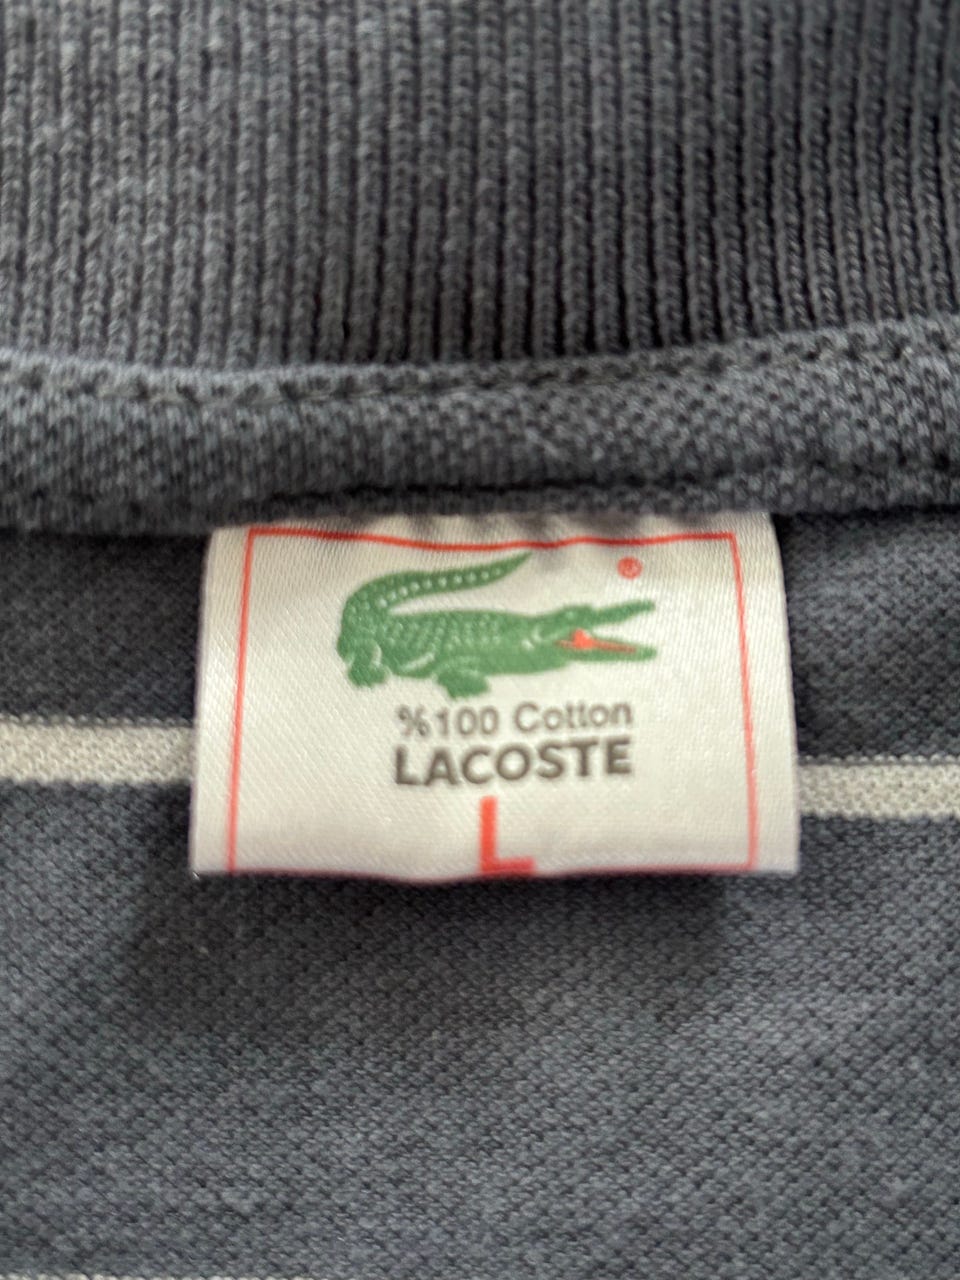 ®
%100 Cotton
LACOSTE
L